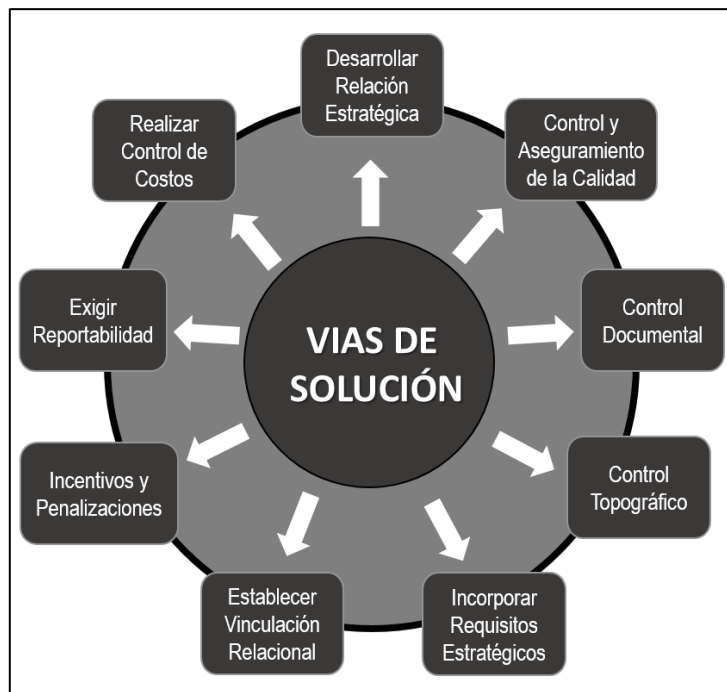 Desarrollar
Relación
Estratégica
Control y
Aseguramiento
de la Calidad
Control
Documental
Control
Topográfico
Incorporar
Requisitos
Estratégicos
Establecer
Vinculación
Relacional
Incentivos y
Penalizaciones
Exigir
Reportabilidad
Realizar
Control de
Costos
VIAS DE
SOLUCIÓN